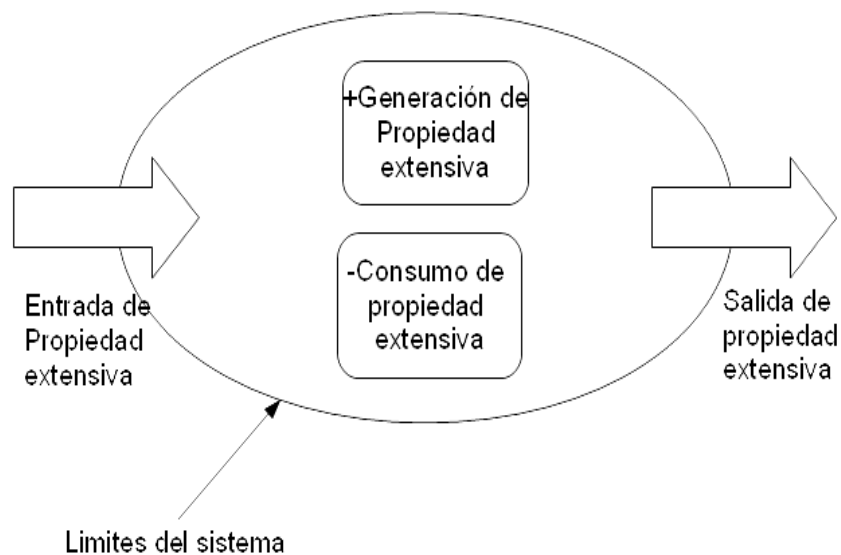 +Generación de
Propiedad
extensiva
-Consumo de
propiedad
extensiva
Entrada de
Propiedad
extensiva
Salida de
propiedad
extensiva
Limites del sistema